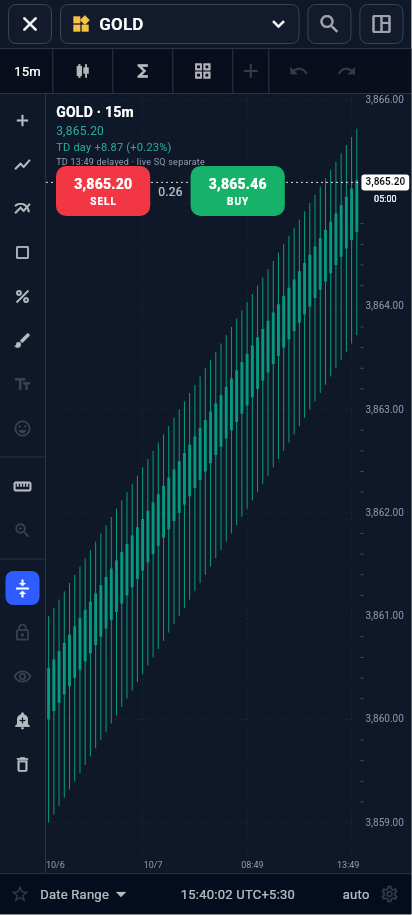 GOLD
15m
Σ
3,866.00
GOLD · 15m
3,865.20
TD day +8.87 (+0.23%)
TD 13:49 delayed · live SQ separate
3,865.20
SELL
0.26
3,865.46
BUY
3,865.20
05:00
3,864.00
3,863.00
3,862.00
3,861.00
3,860.00
3,859.00
Tт
10/6
10/7
08:49
13:49
Date Range
15:40:02 UTC+5:30
auto